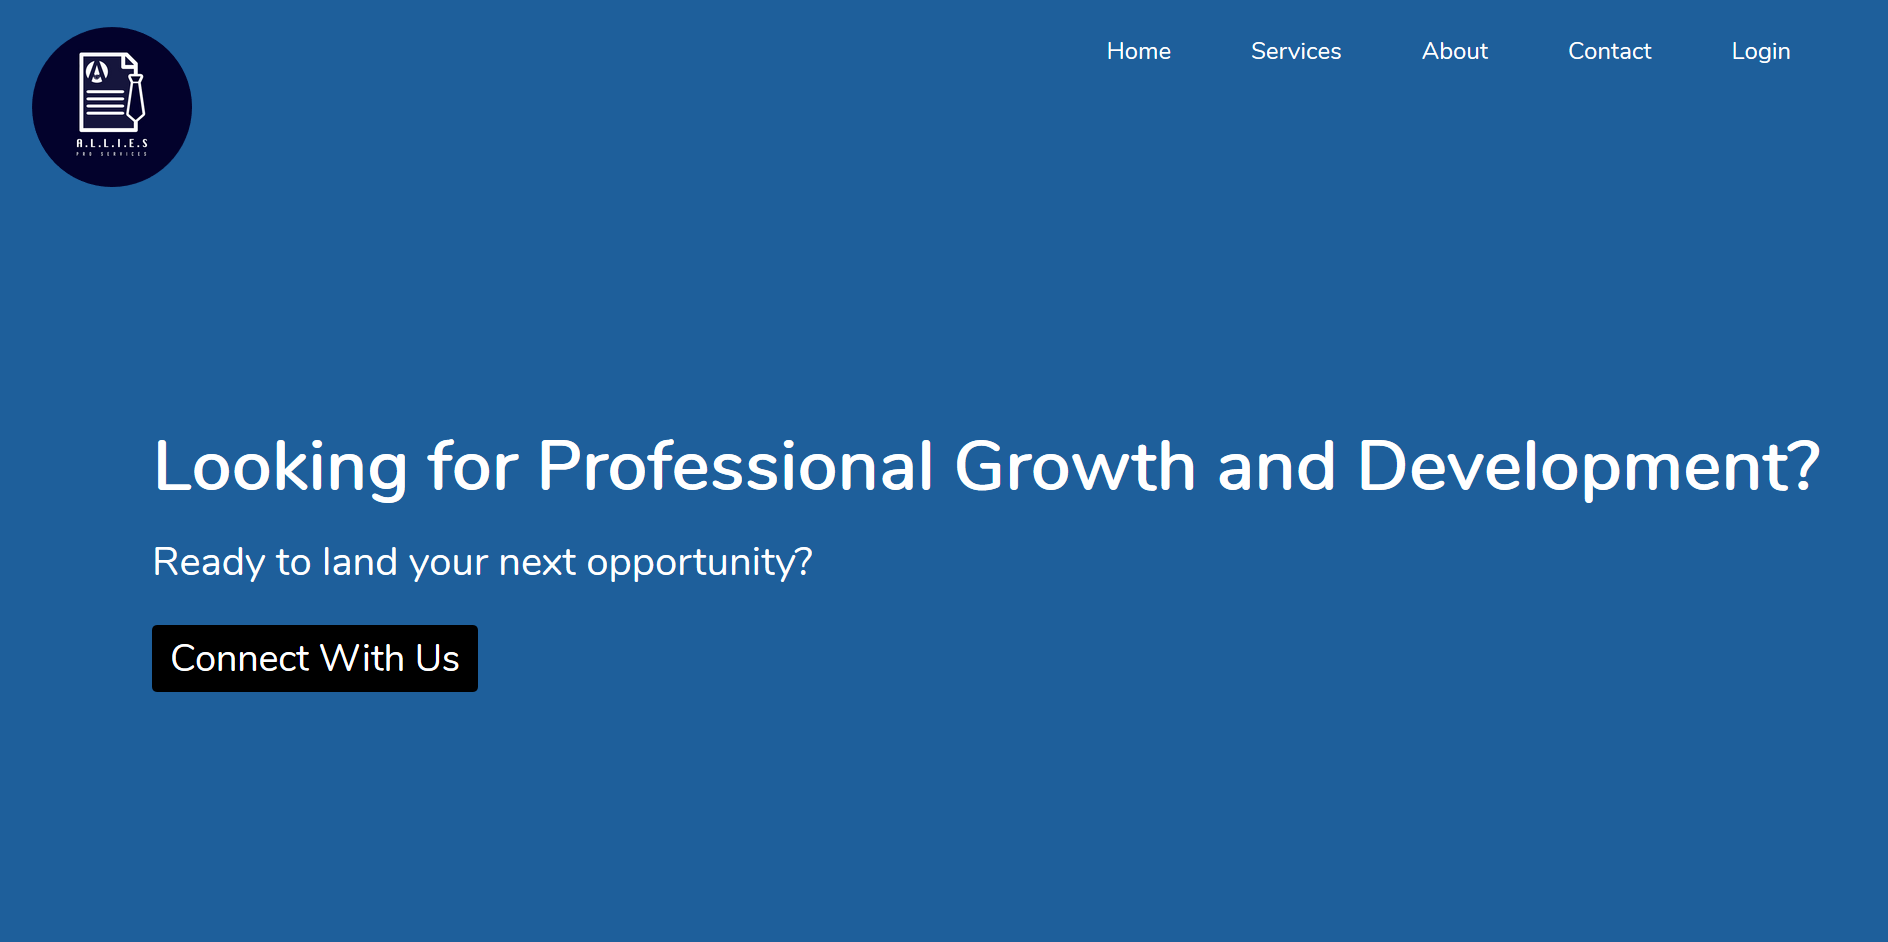 A
A.L.L.I.E.S
PRO SERVICES
Home Services About Contact Login
Looking for Professional Growth and Development?
Ready to land your next opportunity?
Connect With Us